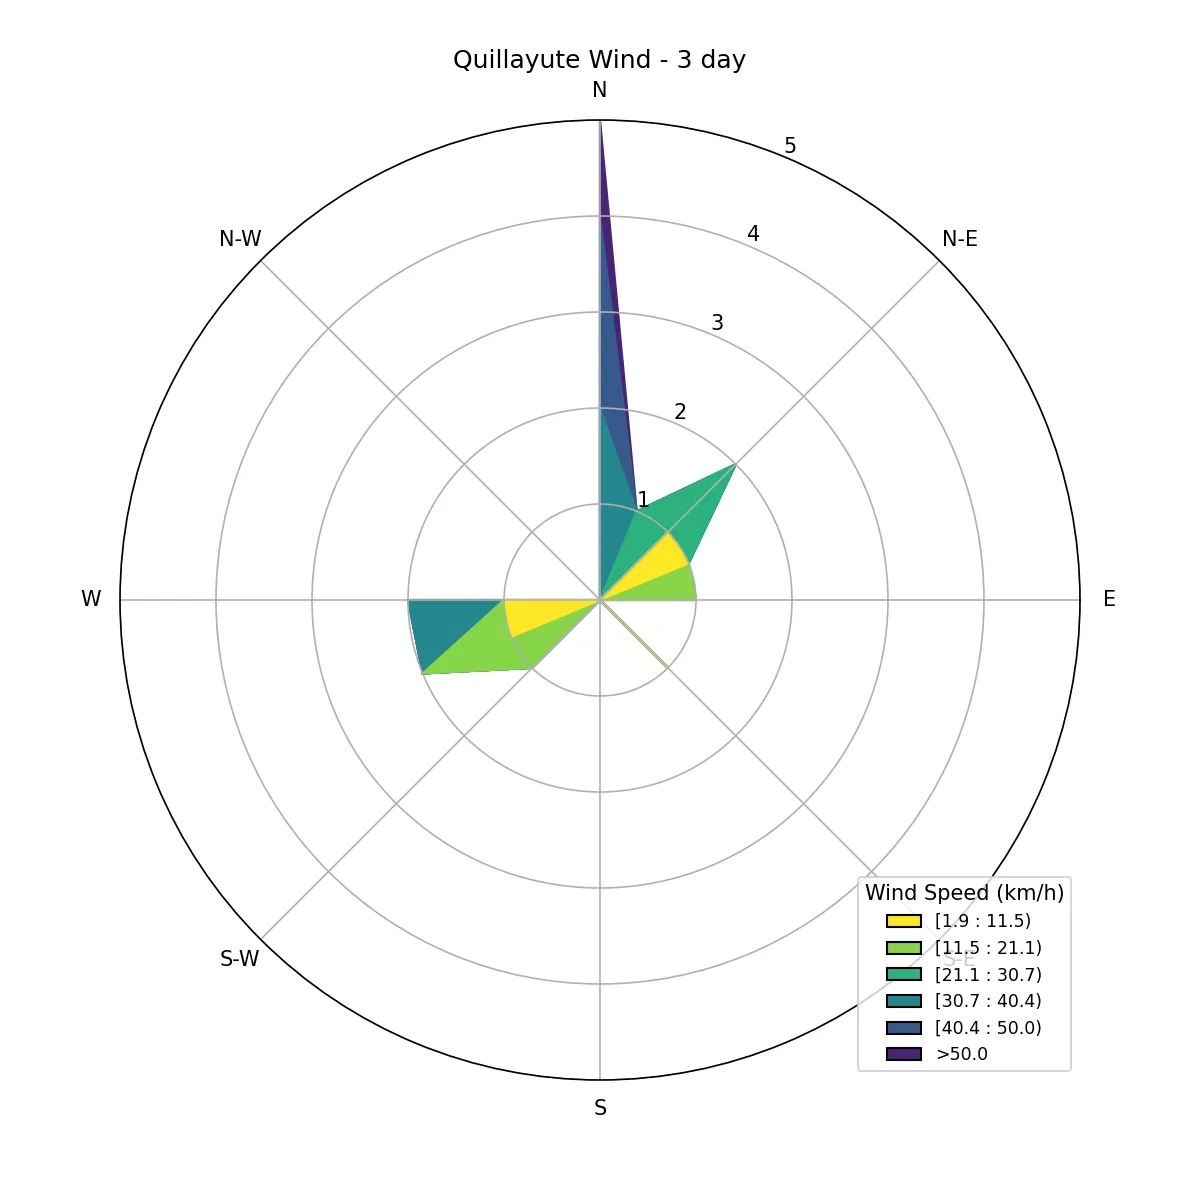 Quillayute Wind - 3 day
N
5
N-W
N-E
4
3
2
1
W
E
Wind Speed (km/h)
[1.9 : 11.5)
[11.5 : 21.1)
S-W
S-E
[21.1 : 30.7)
[30.7 : 40.4)
[40.4 : 50.0)
>50.0
S